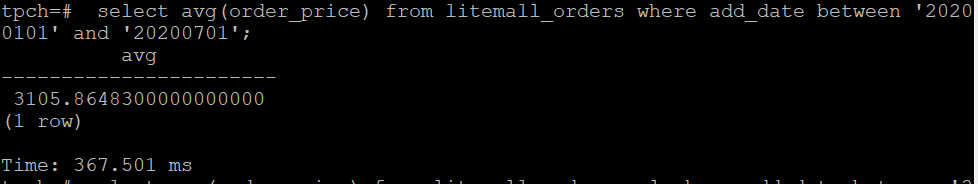 tpch=#  select avg(order_price) from litemall_orders where add_date between '2020
0101' and '20200701';
          avg
-----------------------
 3105.8648300000000000
(1 row)
Time: 367.501 ms